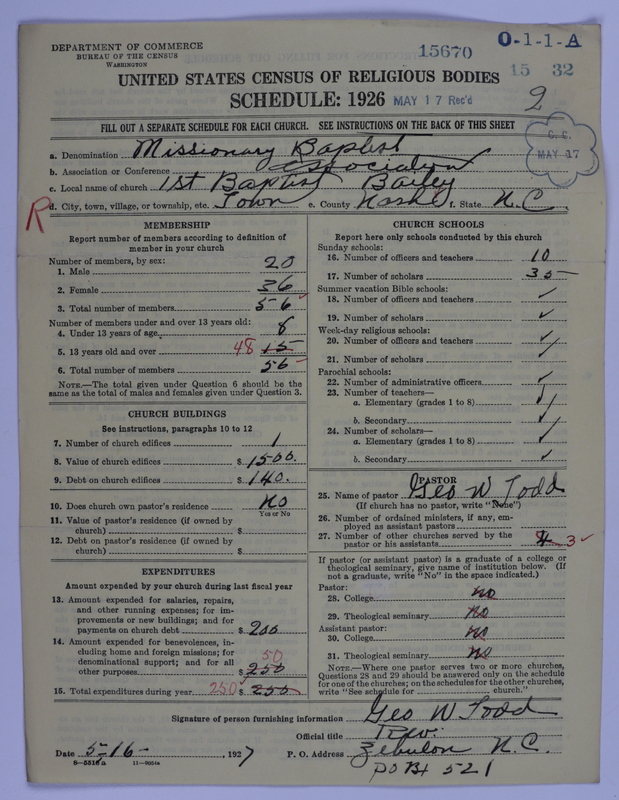 DEPARTMENT OF COMMERCE
BUREAU OF THE CENSUS
WASHINGTON
15670
O-1-1-A
15 32
UNITED STATES CENSUS OF RELIGIOUS BODIES
SCHEDULE: 1926 MAY 17 Rec'd
2
FILL OUT A SEPARATE SCHEDULE FOR EACH CHURCH. SEE INSTRUCTIONS ON THE BACK OF THIS SHEET
C. C.
MAY 17
a. Denomination Missionary Baptist
b. Association or Conference Association
c. Local name of church 1st Baptist Bailey
R
d. City, town, village, or township, etc. Town e. County Nash f. State N.C.
MEMBERSHIP
Report number of members according to definition of
member in your church
Number of members, by sex:
1. Male 20
2. Female 36
3. Total number of members 56
Number of members under and over 13 years old:
4. Under 13 years of age 8
5. 13 years old and over 48 15
6. Total number of members 56
NOTE.—The total given under Question 6 should be
same as the total of males and females given under Question 3.
CHURCH BUILDINGS
See instructions, paragraphs 10 to 12
7. Number of church edifices 1
8. Value of church edifices $ 1500.
9. Debt on church edifices $ 140.
10. Does church own pastor's residence No
Yes or No
11. Value of pastor's residence (if owned by
church) $
12. Debt on pastor's residence (if owned by
church) $
EXPENDITURES
Amount expended by your church during last fiscal year
13. Amount expended for salaries, repairs,
and other running expenses; for im-
provements or new buildings; and for
payments on church debt $ 200
14. Amount expended for benevolences, in-
cluding home and foreign missions; for
denominational support; and for all 50
other purposes $ 250
15. Total expenditures during year 250 $ 250
CHURCH SCHOOLS
Report here only schools conducted by this church
Sunday schools:
16. Number of officers and teachers 10
17. Number of scholars 35
Summer vacation Bible schools:
18. Number of officers and teachers ✓
19. Number of scholars ✓
Week-day religious schools:
20. Number of officers and teachers ✓
21. Number of scholars ✓
Parochial schools:
22. Number of administrative officers ✓
23. Number of teachers—
a. Elementary (grades 1 to 8) ✓
b. Secondary ✓
24. Number of scholars—
a. Elementary (grades 1 to 8) ✓
b. Secondary ✓
PASTOR
25. Name of pastor Geo W Todd
(If church has no pastor, write "None")
26. Number of ordained ministers, if any, em-
ployed as assistant pastors
27. Number of other churches served by the
pastor or his assistants 4 3 ✓
If pastor (or assistant pastor) is a graduate of a college or
theological seminary, give name of institution below. (If
not a graduate, write "No" in the space indicated.)
Pastor:
28. College no
29. Theological seminary no
Assistant pastor:
30. College no
31. Theological seminary no
NOTE.—Where one pastor serves two or more churches,
Questions 28 and 29 should be answered only on the schedule
for one of the churches; on the schedules for the other churches,
write "See schedule for church."
Signature of person furnishing information Geo W Todd
Official title Rev.
Date 5-16- , 1927 P. O. Address Zebulon N.C.
8-5518 a 11-9034a
PO Bx 521